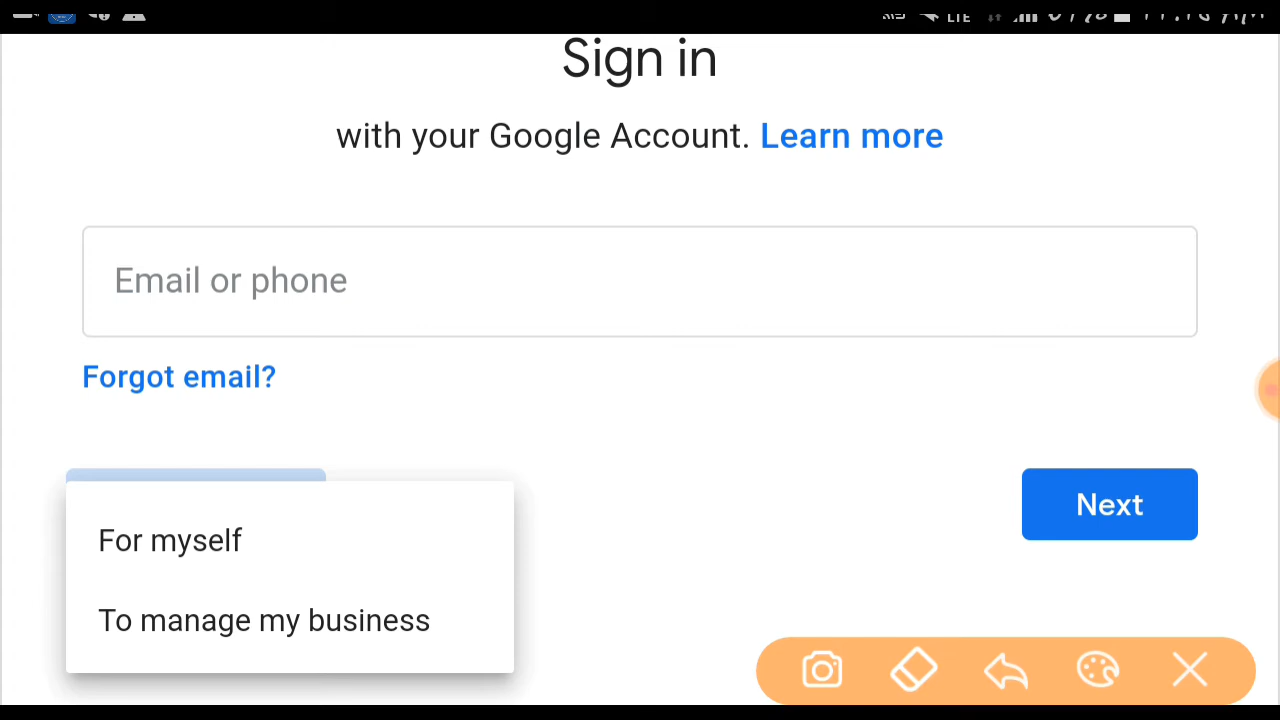 LTE
Sign in
with your Google Account. Learn more
Email or phone
Forgot email?
Next
For myself
To manage my business